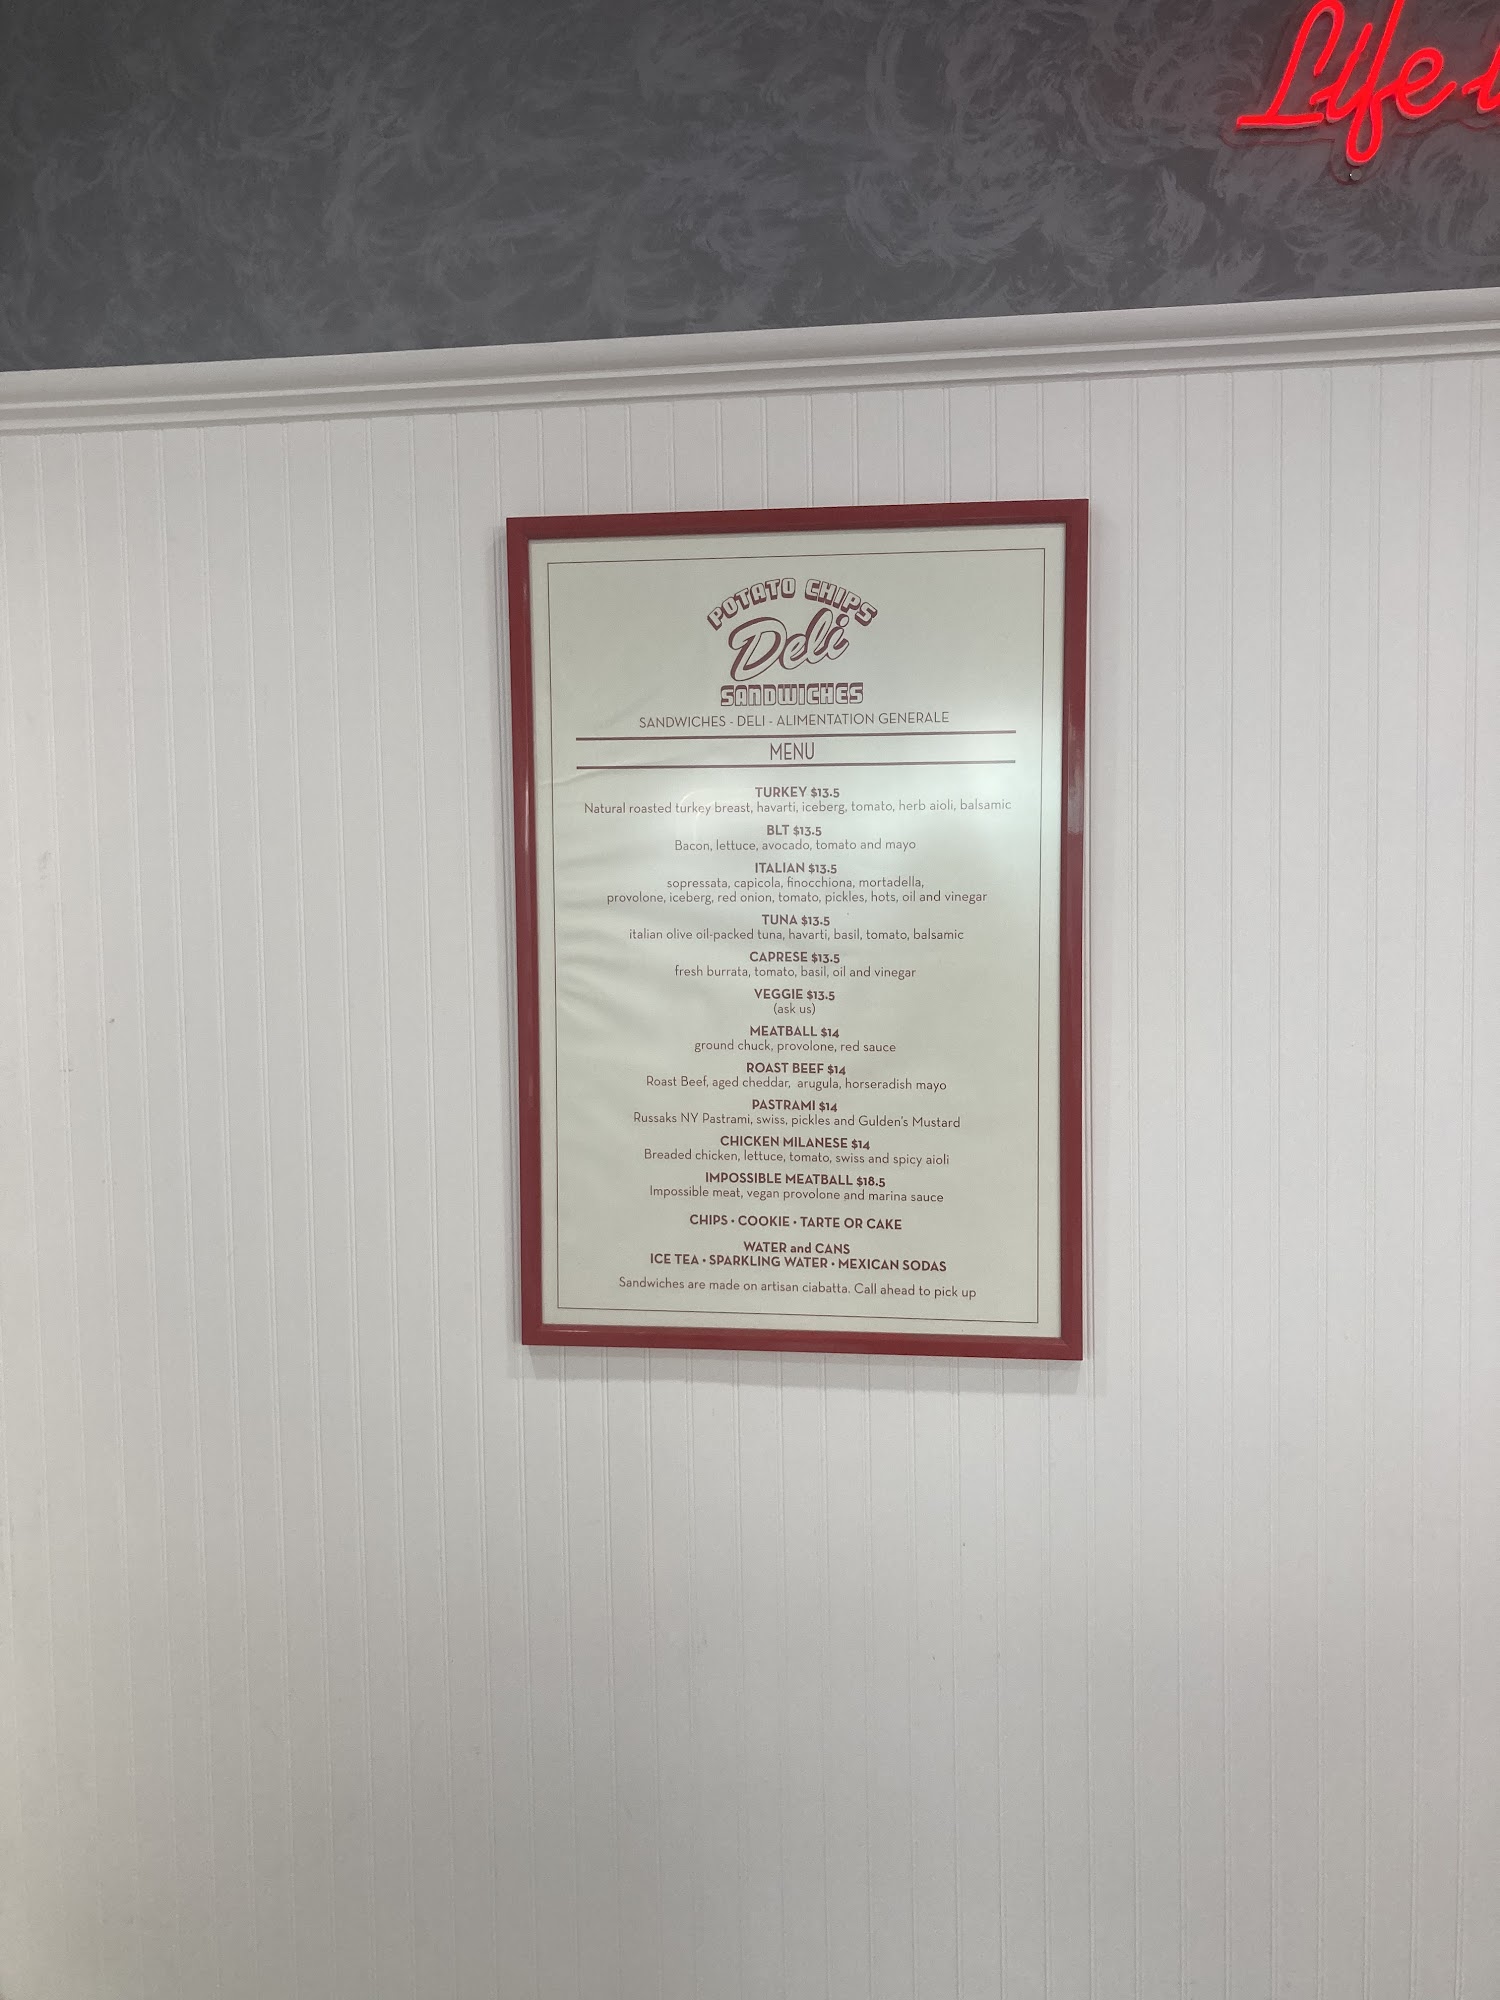 Life i
POTATO CHIPS
Deli
SANDWICHES
SANDWICHES - DELI - ALIMENTATION GENERALE
MENU
TURKEY $13.5
Natural roasted turkey breast, havarti, iceberg, tomato, herb aioli, balsamic
BLT $13.5
Bacon, lettuce, avocado, tomato and mayo
ITALIAN $13.5
sopressata, capicola, finocchiona, mortadella,
provolone, iceberg, red onion, tomato, pickles, hots, oil and vinegar
TUNA $13.5
italian olive oil-packed tuna, havarti, basil, tomato, balsamic
CAPRESE $13.5
fresh burrata, tomato, basil, oil and vinegar
VEGGIE $13.5
(ask us)
MEATBALL $14
ground chuck, provolone, red sauce
ROAST BEEF $14
Roast Beef, aged cheddar, arugula, horseradish mayo
PASTRAMI $14
Russaks NY Pastrami, swiss, pickles and Gulden's Mustard
CHICKEN MILANESE $14
Breaded chicken, lettuce, tomato, swiss and spicy aioli
IMPOSSIBLE MEATBALL $18.5
Impossible meat, vegan provolone and marina sauce
CHIPS • COOKIE • TARTE OR CAKE
WATER and CANS
ICE TEA • SPARKLING WATER • MEXICAN SODAS
Sandwiches are made on artisan ciabatta. Call ahead to pick up